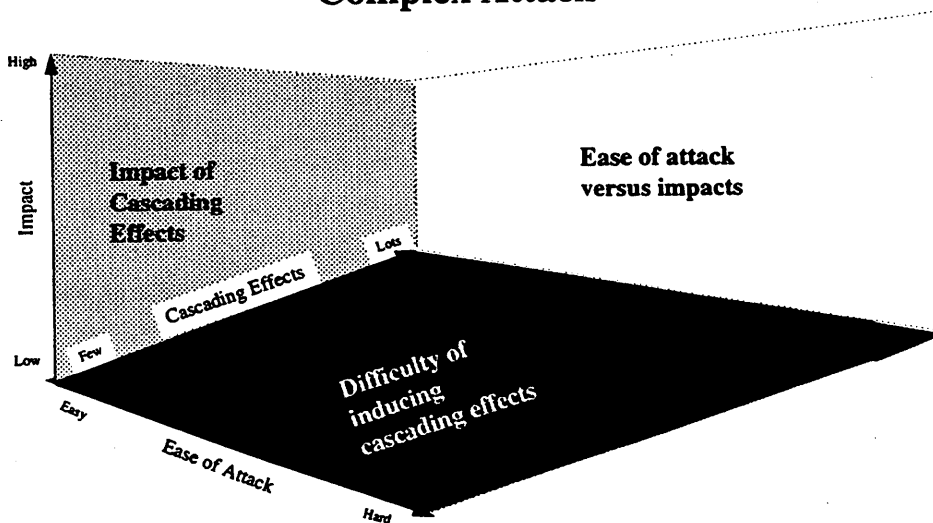 Complex Attacks
High
Impact
Low
Impact of
Cascading
Effects
Ease of attack
versus impacts
Lots
Cascading Effects
Few
Difficulty of
inducing
cascading effects
Easy
Ease of Attack
Hard